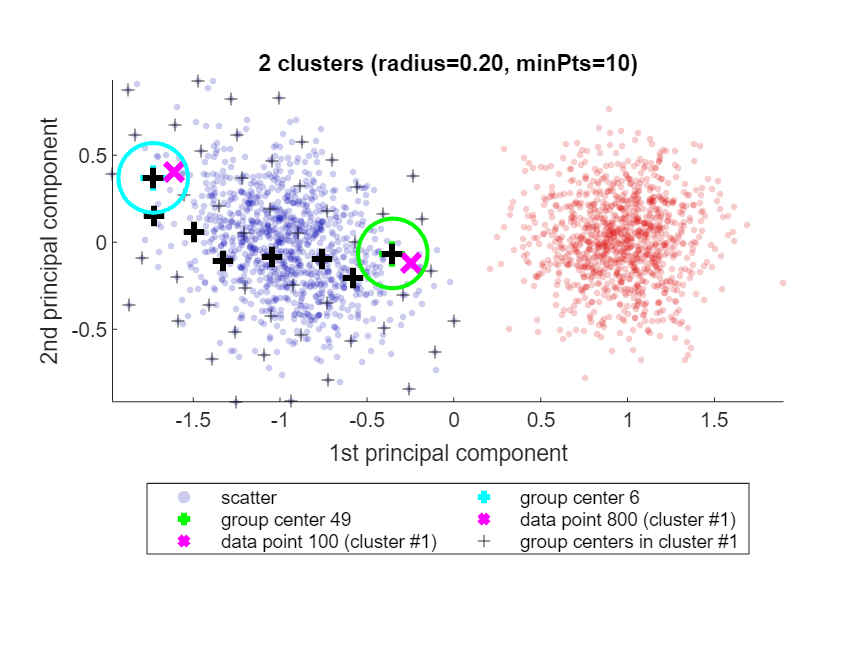 2 clusters (radius=0.20, minPts=10)
2nd principal component
0.5
0
-0.5
-1.5 -1 -0.5 0 0.5 1 1.5
1st principal component
scatter group center 6
group center 49 data point 800 (cluster #1)
data point 100 (cluster #1) group centers in cluster #1